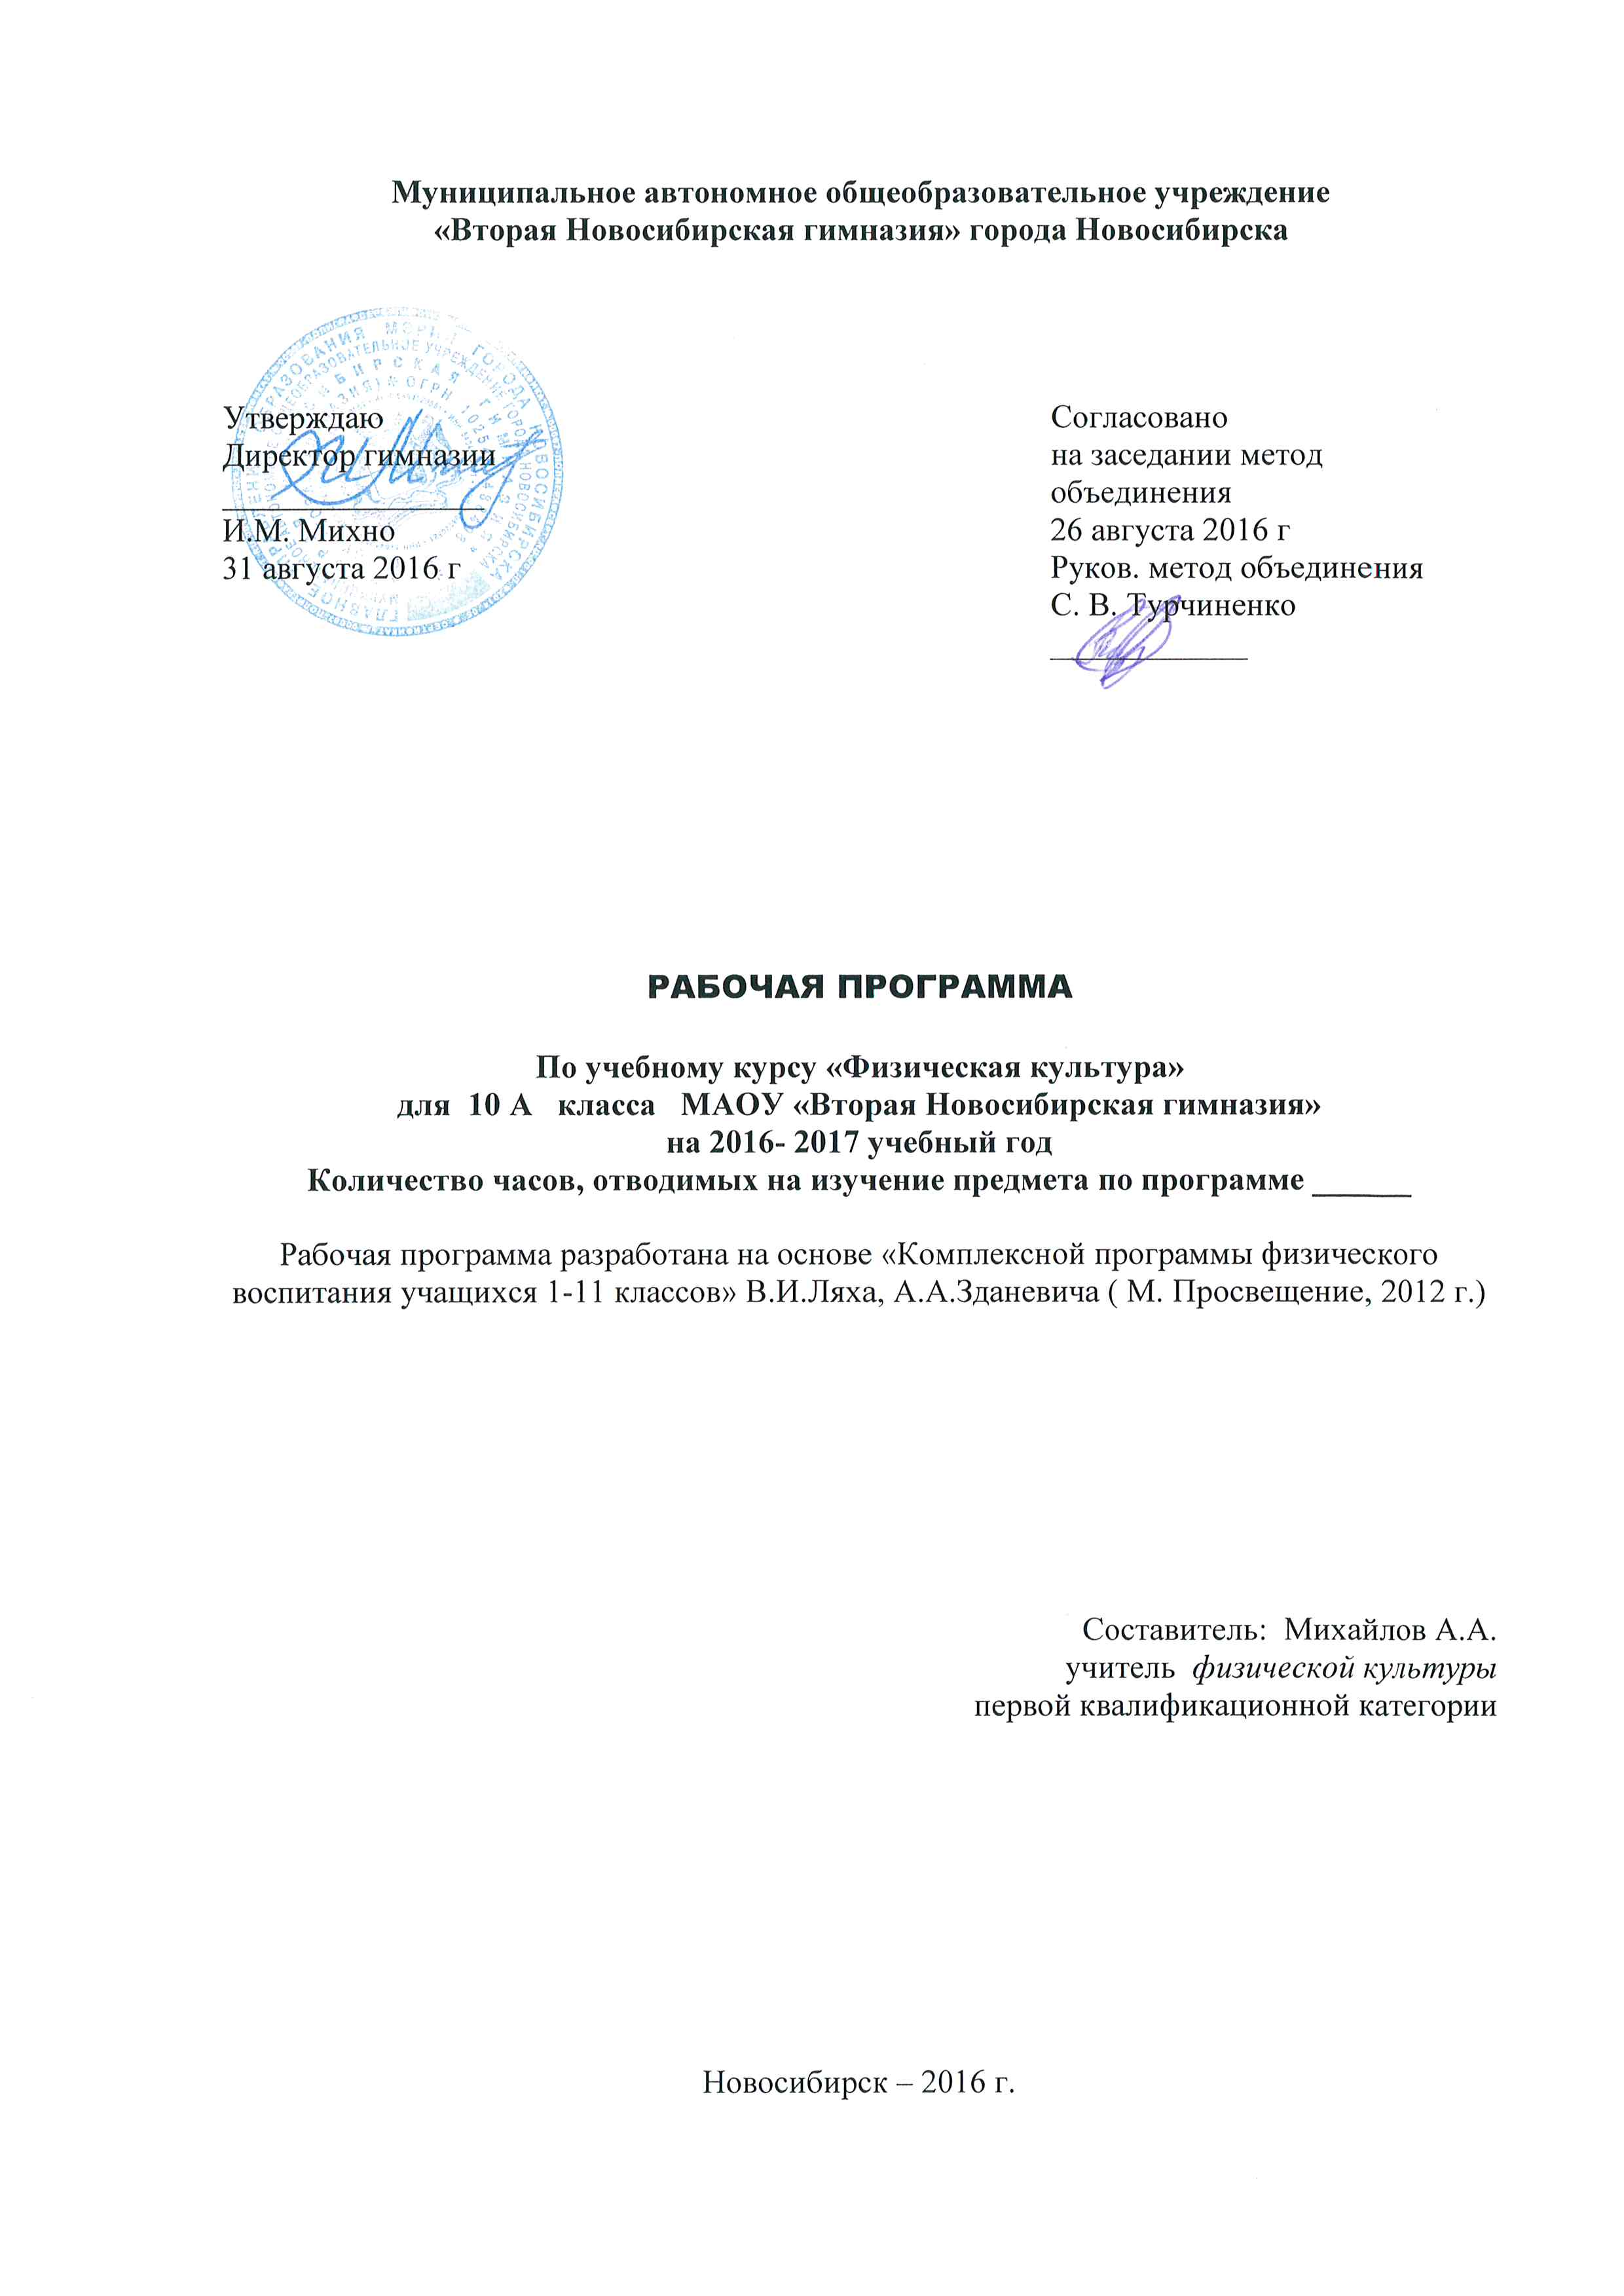 Муниципальное автономное общеобразовательное учреждение
«Вторая Новосибирская гимназия» города Новосибирска
Утверждаю
Директор гимназии
И.М. Михно
31 августа 2016 г
Согласовано
на заседании метод
объединения
26 августа 2016 г
Руков. метод объединения
С. В. Турчиненко
РАБОЧАЯ ПРОГРАММА
По учебному курсу «Физическая культура»
для 10 А класса МАОУ «Вторая Новосибирская гимназия»
на 2016- 2017 учебный год
Количество часов, отводимых на изучение предмета по программе ______
Рабочая программа разработана на основе «Комплексной программы физического
воспитания учащихся 1-11 классов» В.И.Ляха, А.А.Зданевича ( М. Просвещение, 2012 г.)
Составитель: Михайлов А.А.
учитель физической культуры
первой квалификационной категории
Новосибирск – 2016 г.